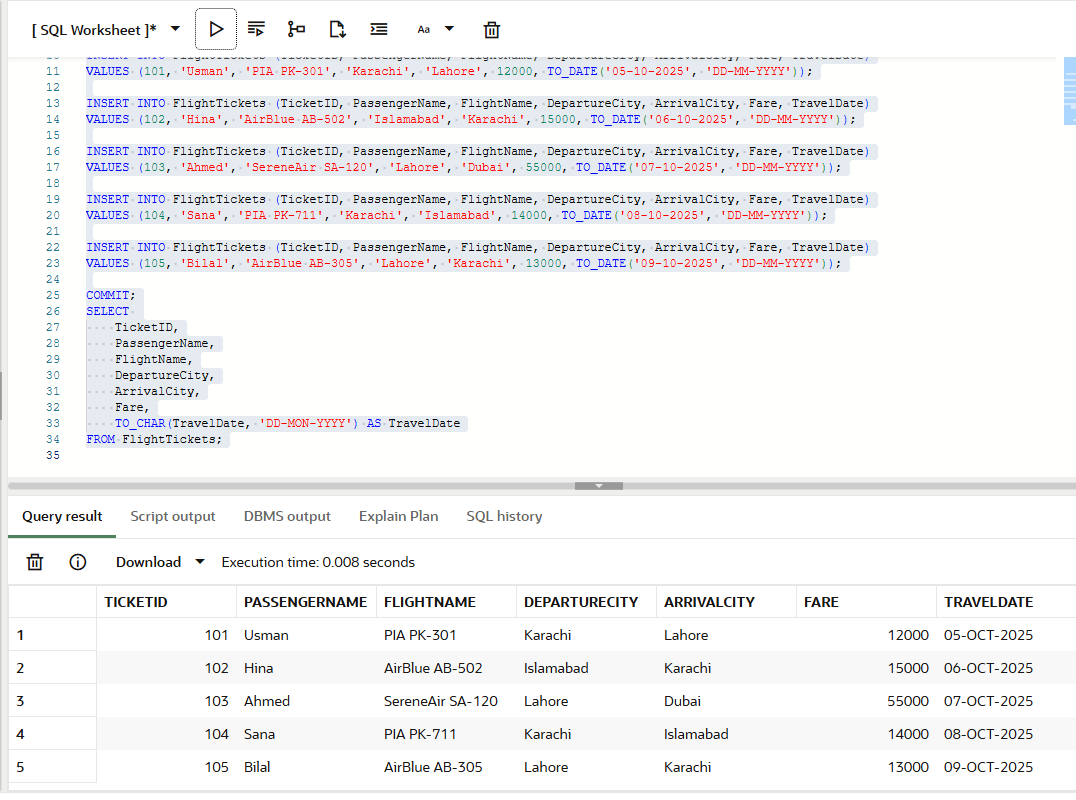 [ SQL Worksheet ]*
Aa
10 INSERT INTO FlightTickets (TicketID, PassengerName, FlightName, DepartureCity, ArrivalCity, Fare, TravelDate)
11 VALUES (101, 'Usman', 'PIA PK-301', 'Karachi', 'Lahore', 12000, TO_DATE('05-10-2025', 'DD-MM-YYYY'));
12
13 INSERT INTO FlightTickets (TicketID, PassengerName, FlightName, DepartureCity, ArrivalCity, Fare, TravelDate)
14 VALUES (102, 'Hina', 'AirBlue AB-502', 'Islamabad', 'Karachi', 15000, TO_DATE('06-10-2025', 'DD-MM-YYYY'));
15
16 INSERT INTO FlightTickets (TicketID, PassengerName, FlightName, DepartureCity, ArrivalCity, Fare, TravelDate)
17 VALUES (103, 'Ahmed', 'SereneAir SA-120', 'Lahore', 'Dubai', 55000, TO_DATE('07-10-2025', 'DD-MM-YYYY'));
18
19 INSERT INTO FlightTickets (TicketID, PassengerName, FlightName, DepartureCity, ArrivalCity, Fare, TravelDate)
20 VALUES (104, 'Sana', 'PIA PK-711', 'Karachi', 'Islamabad', 14000, TO_DATE('08-10-2025', 'DD-MM-YYYY'));
21
22 INSERT INTO FlightTickets (TicketID, PassengerName, FlightName, DepartureCity, ArrivalCity, Fare, TravelDate)
23 VALUES (105, 'Bilal', 'AirBlue AB-305', 'Lahore', 'Karachi', 13000, TO_DATE('09-10-2025', 'DD-MM-YYYY'));
24
25 COMMIT;
26 SELECT
27 TicketID,
28 PassengerName,
29 FlightName,
30 DepartureCity,
31 ArrivalCity,
32 Fare,
33 TO_CHAR(TravelDate, 'DD-MON-YYYY') AS TravelDate
34 FROM FlightTickets;
35
Query result Script output DBMS output Explain Plan SQL history
Download Execution time: 0.008 seconds
TICKETID PASSENGERNAME FLIGHTNAME DEPARTURECITY ARRIVALCITY FARE TRAVELDATE
1 101 Usman PIA PK-301 Karachi Lahore 12000 05-OCT-2025
2 102 Hina AirBlue AB-502 Islamabad Karachi 15000 06-OCT-2025
3 103 Ahmed SereneAir SA-120 Lahore Dubai 55000 07-OCT-2025
4 104 Sana PIA PK-711 Karachi Islamabad 14000 08-OCT-2025
5 105 Bilal AirBlue AB-305 Lahore Karachi 13000 09-OCT-2025